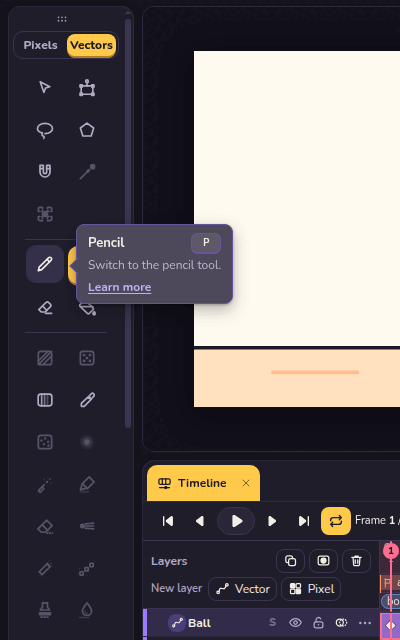 Pixels Vectors
Pencil P
Switch to the pencil tool.
Learn more
Timeline
Frame 1 /
1
Layers
New layer Vector Pixel
Ball S